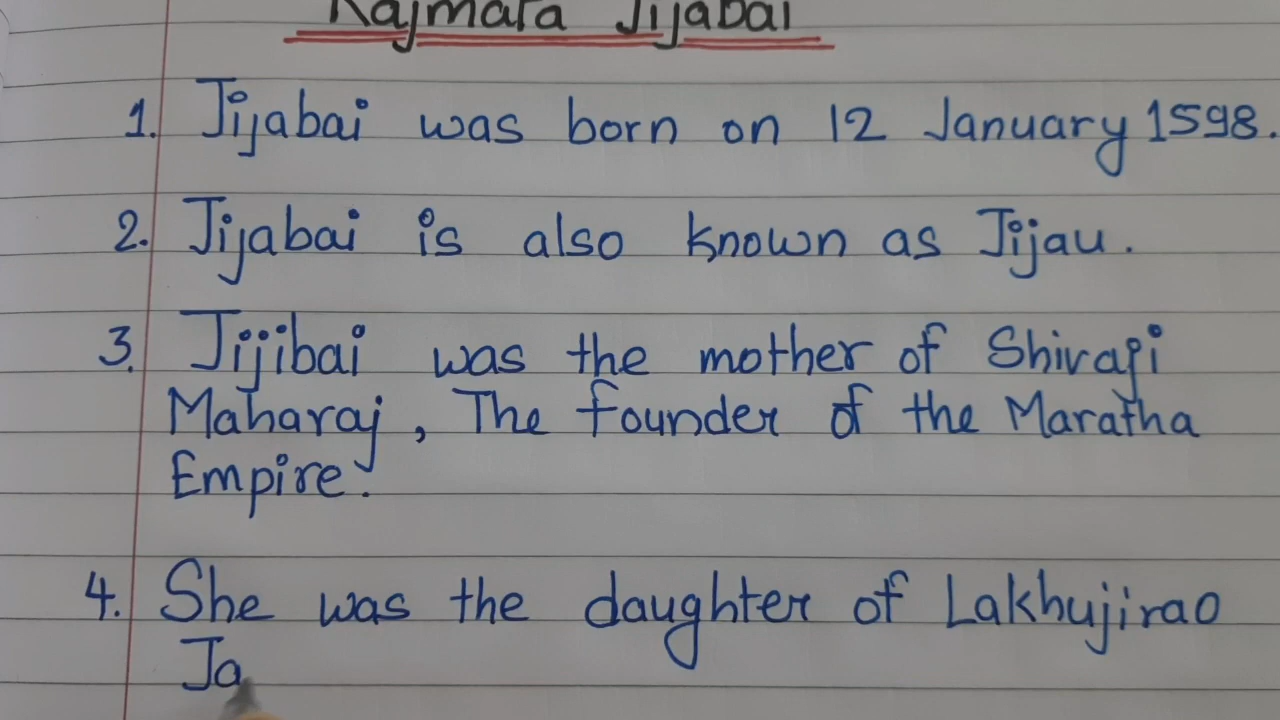 Rajmata Jijabai
1. Jijabai was born on 12 January 1598.
2. Jijabai is also known as Jijau.
3. Jijibai was the mother of Shivaji
Maharaj, The founder of the Maratha
Empire.
4. She was the daughter of Lakhujirao
Ja